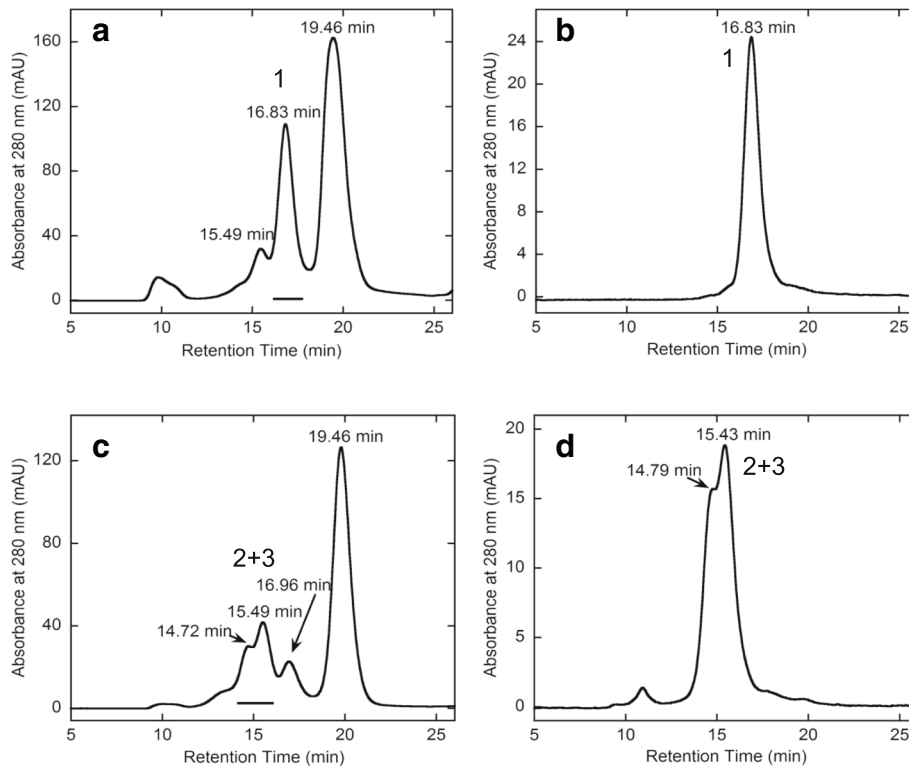 a
19.46 min
1
16.83 min
15.49 min
160
120
80
40
0
5
10
15
20
25
Absorbance at 280 nm (mAU)
Retention Time (min)
b
16.83 min
1
24
20
16
12
8
4
0
5
10
15
20
25
Absorbance at 280 nm (mAU)
Retention Time (min)
c
19.46 min
2+3
16.96 min
15.49 min
14.72 min
120
80
40
0
5
10
15
20
25
Absorbance at 280 nm (mAU)
Retention Time (min)
d
15.43 min
14.79 min
2+3
20
15
10
5
0
5
10
15
20
25
Absorbance at 280 nm (mAU)
Retention Time (min)